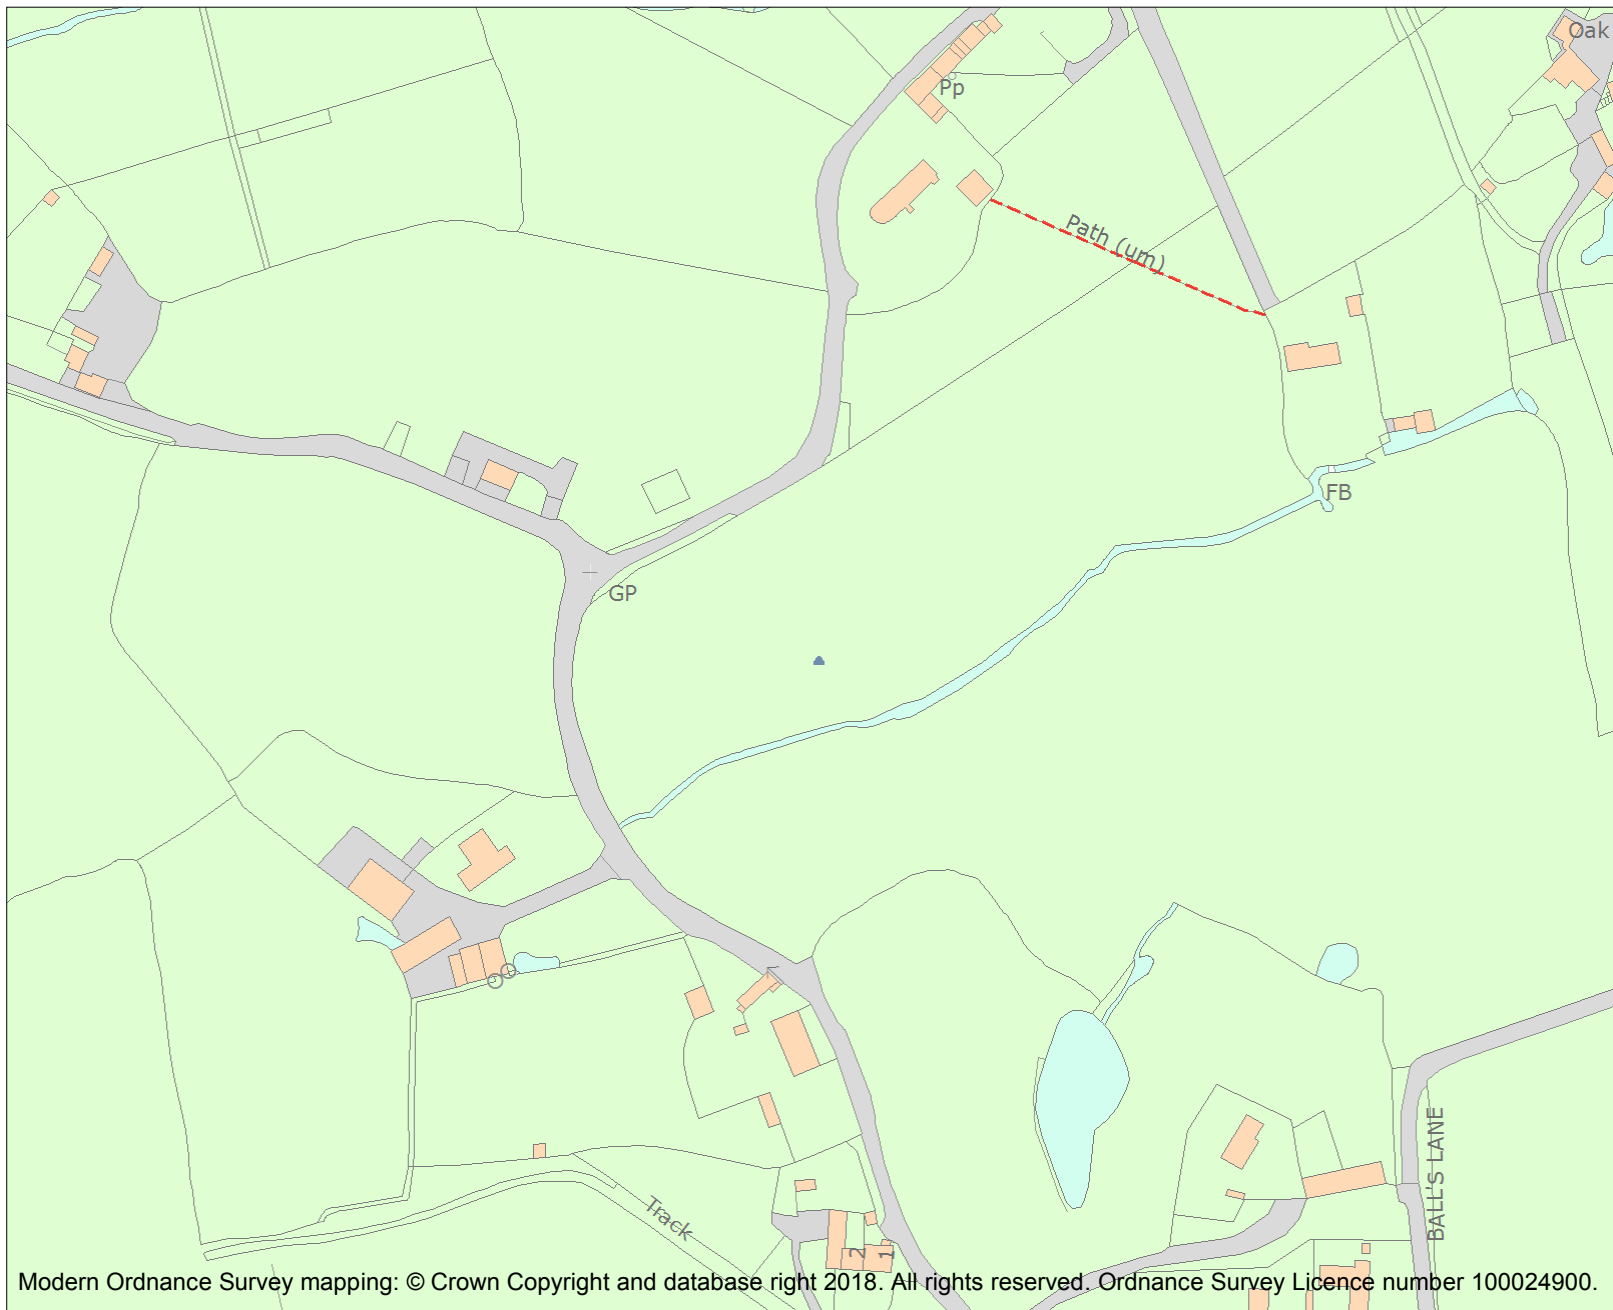 Oak
Pp
Path (um)
FB
GP
BALL'S LANE
Track
2
1
Modern Ordnance Survey mapping: © Crown Copyright and database right 2018. All rights reserved. Ordnance Survey Licence number 100024900.